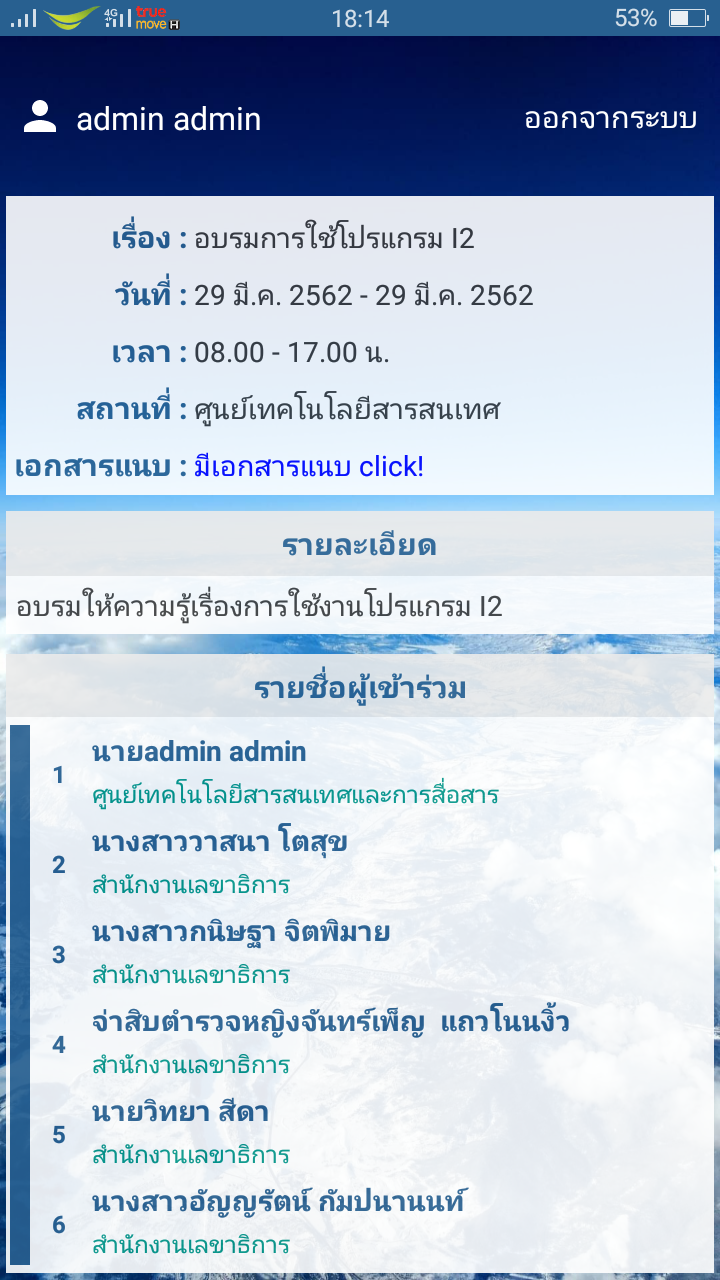 4G true move H 18:14 53%
admin admin ออกจากระบบ
เรื่อง : อบรมการใช้โปรแกรม I2
วันที่ : 29 มี.ค. 2562 - 29 มี.ค. 2562
เวลา : 08.00 - 17.00 น.
สถานที่ : ศูนย์เทคโนโลยีสารสนเทศ
เอกสารแนบ : มีเอกสารแนบ click!
รายละเอียด
อบรมให้ความรู้เรื่องการใช้งานโปรแกรม I2
รายชื่อผู้เข้าร่วม
1 นายadmin admin
ศูนย์เทคโนโลยีสารสนเทศและการสื่อสาร
2 นางสาววาสนา โตสุข
สำนักงานเลขาธิการ
3 นางสาวกนิษฐา จิตพิมาย
สำนักงานเลขาธิการ
4 จ่าสิบตำรวจหญิงจันทร์เพ็ญ แถวโนนงิ้ว
สำนักงานเลขาธิการ
5 นายวิทยา สีดา
สำนักงานเลขาธิการ
6 นางสาวอัญญรัตน์ กัมปนานนท์
สำนักงานเลขาธิการ